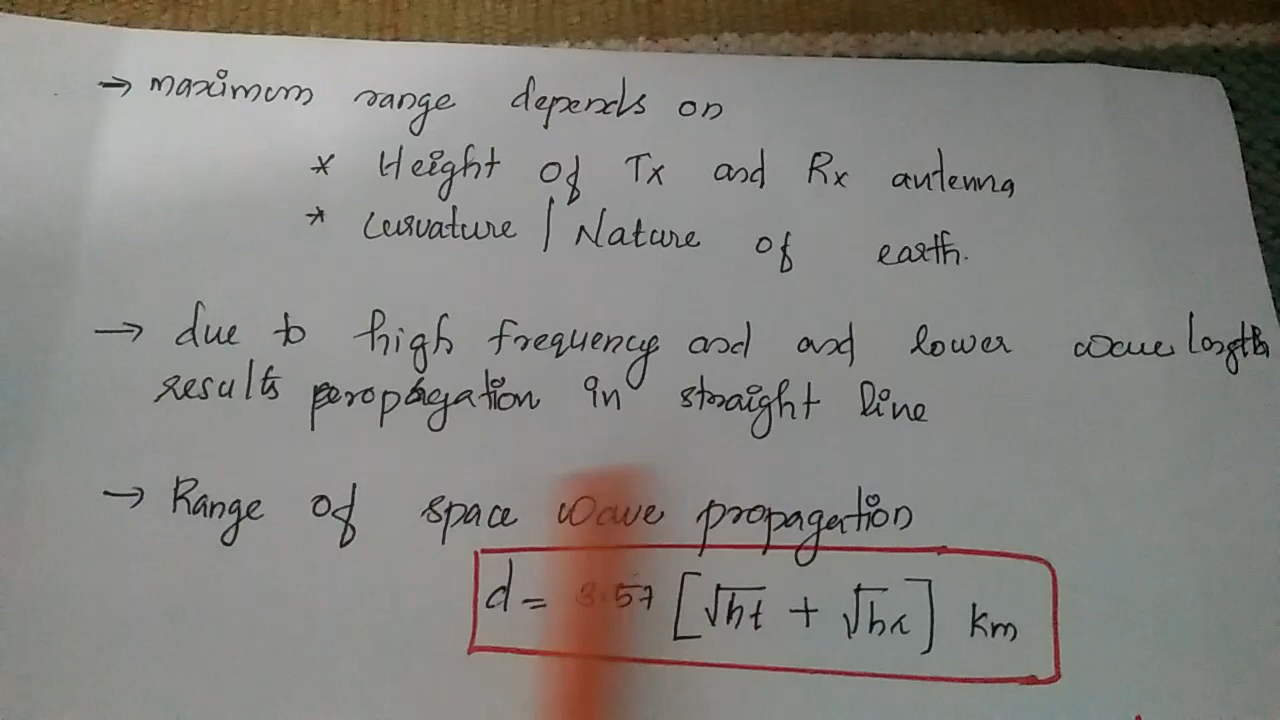 → maximum range depends on
* Height of Tx and Rx antenna,
* Curvature / Nature of earth.
→ due to high frequency and and lower wave length
results propagation in straight line
→ Range of space wave propagation
d = 3.57 [√ht + √hr] km